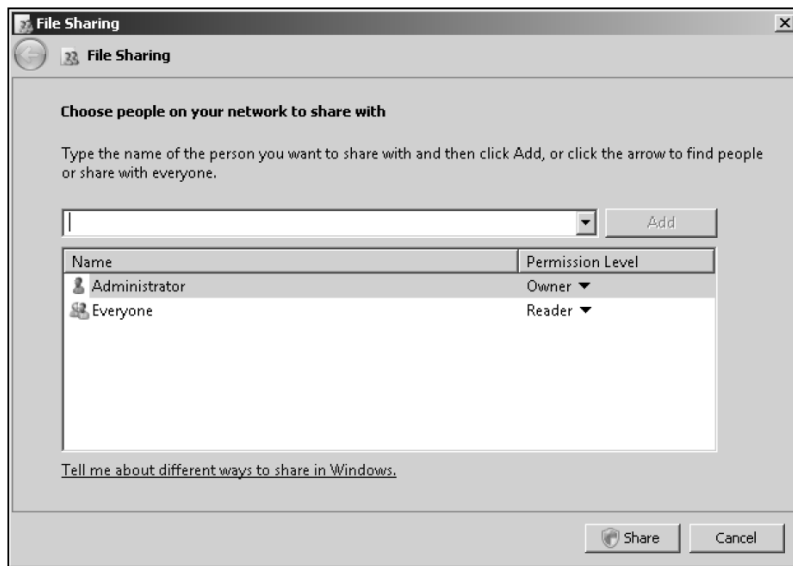 File Sharing
File Sharing
Choose people on your network to share with
Type the name of the person you want to share with and then click Add, or click the arrow to find people
or share with everyone.
Add
Name Permission Level
Administrator Owner
Everyone Reader
Tell me about different ways to share in Windows.
Share Cancel